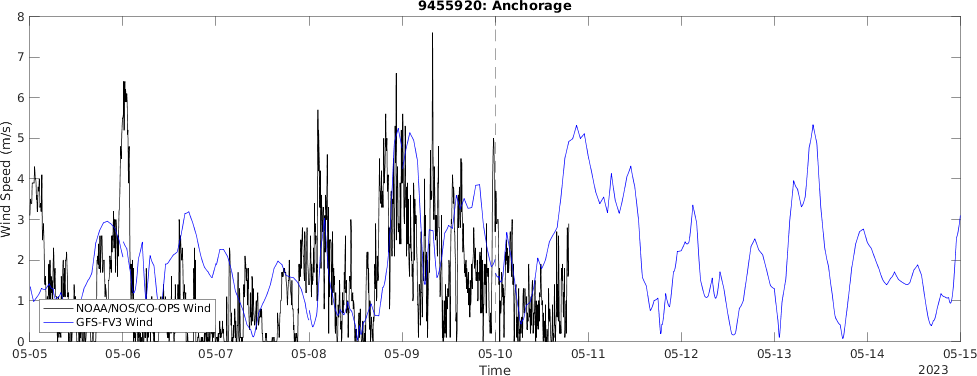 9455920: Anchorage
8
7
6
5
4
3
2
1
0
Wind Speed (m/s)
NOAA/NOS/CO-OPS Wind
GFS-FV3 Wind
05-05 05-06 05-07 05-08 05-09 05-10 05-11 05-12 05-13 05-14 05-15
Time
2023